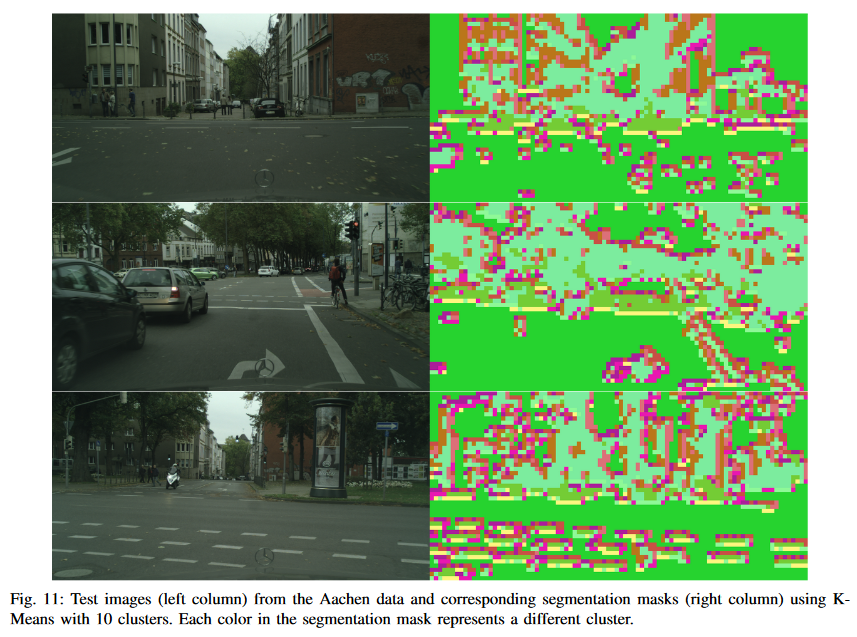 Fig. 11: Test images (left column) from the Aachen data and corresponding segmentation masks (right column) using K-
Means with 10 clusters. Each color in the segmentation mask represents a different cluster.